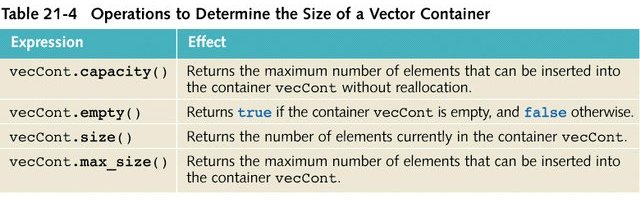 Table 21-4 Operations to Determine the Size of a Vector Container
Expression Effect
vecCont.capacity() Returns the maximum number of elements that can be inserted into
the container vecCont without reallocation.
vecCont.empty() Returns true if the container vecCont is empty, and false otherwise.
vecCont.size() Returns the number of elements currently in the container vecCont.
vecCont.max_size() Returns the maximum number of elements that can be inserted into
the container vecCont.